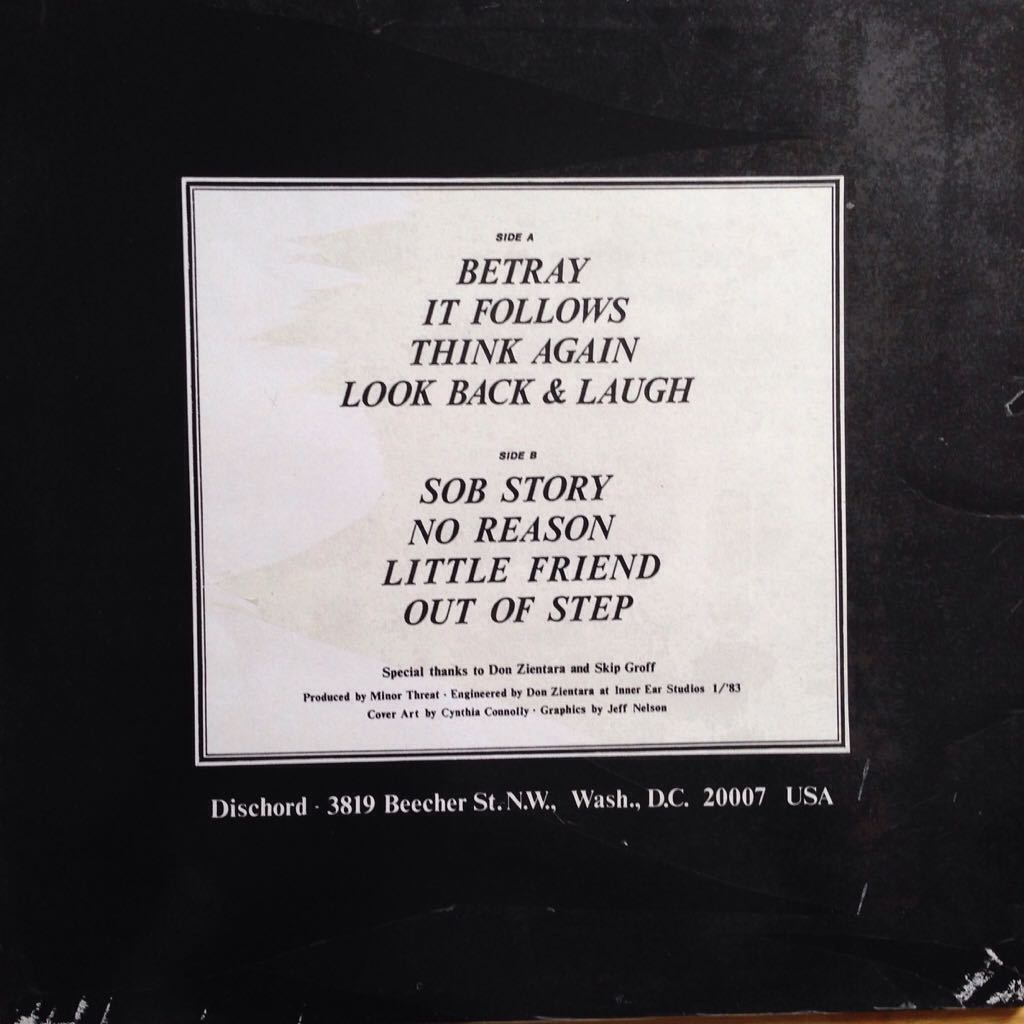 SIDE A
BETRAY
IT FOLLOWS
THINK AGAIN
LOOK BACK & LAUGH
SIDE B
SOB STORY
NO REASON
LITTLE FRIEND
OUT OF STEP
Special thanks to Don Zientara and Skip Groff
Produced by Minor Threat · Engineered by Don Zientara at Inner Ear Studios 1/'83
Cover Art by Cynthia Connolly · Graphics by Jeff Nelson
Dischord · 3819 Beecher St. N.W., Wash., D.C. 20007 USA